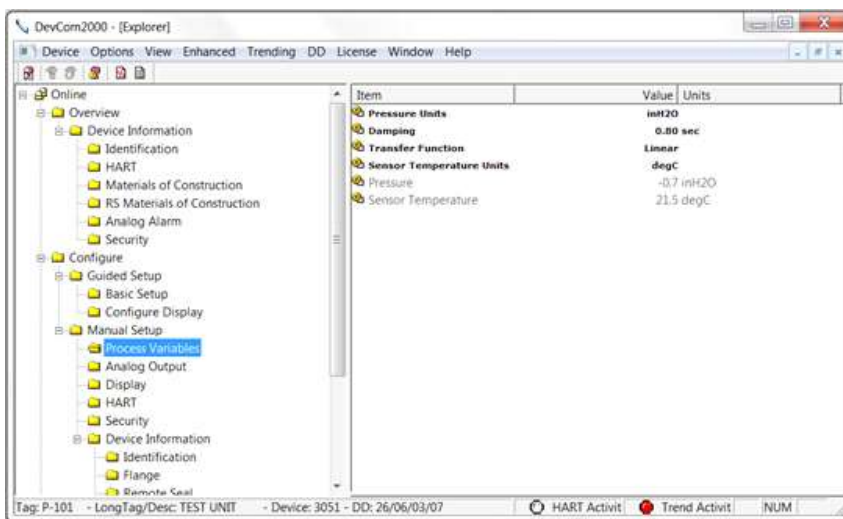 DevCom2000 - [Explorer]
Device Options View Enhanced Trending DD License Window Help
Online
Overview
Device Information
Identification
HART
Materials of Construction
RS Materials of Construction
Analog Alarm
Security
Configure
Guided Setup
Basic Setup
Configure Display
Manual Setup
Process Variables
Analog Output
Display
HART
Security
Device Information
Identification
Flange
Remote Seal
Item Value Units
Pressure Units inH2O
Damping 0.80 sec
Transfer Function Linear
Sensor Temperature Units degC
Pressure -0.7 inH2O
Sensor Temperature 21.5 degC
Tag: P-101 - LongTag/Desc: TEST UNIT - Device: 3051 - DD: 26/06/03/07 HART Activit Trend Activit NUM